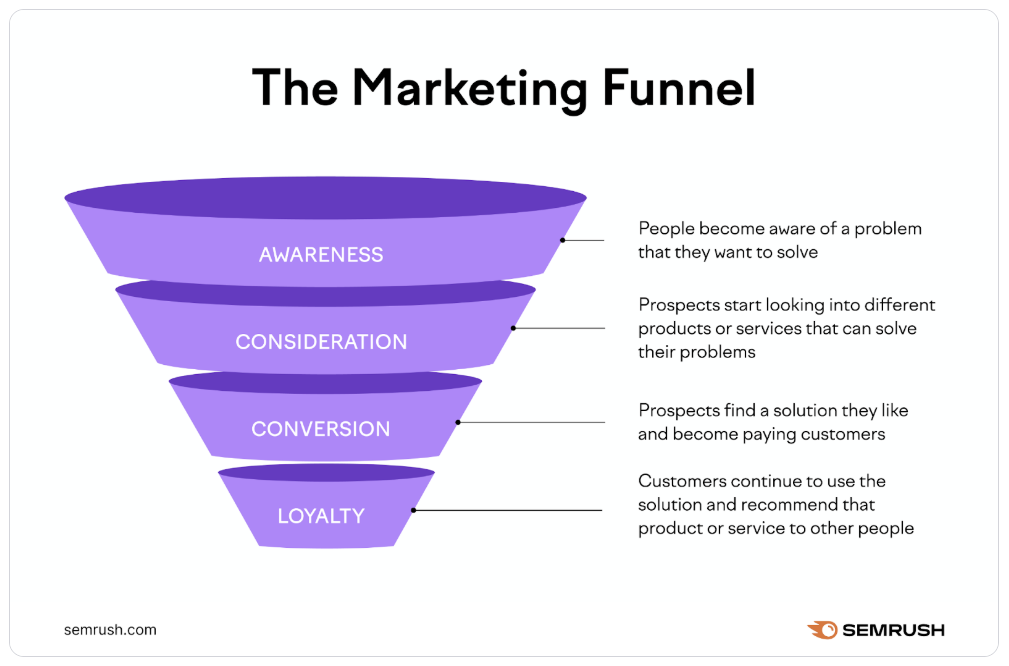 The Marketing Funnel
AWARENESS
People become aware of a problem
that they want to solve
CONSIDERATION
Prospects start looking into different
products or services that can solve
their problems
CONVERSION
Prospects find a solution they like
and become paying customers
LOYALTY
Customers continue to use the
solution and recommend that
product or service to other people
semrush.com
SEMRUSH